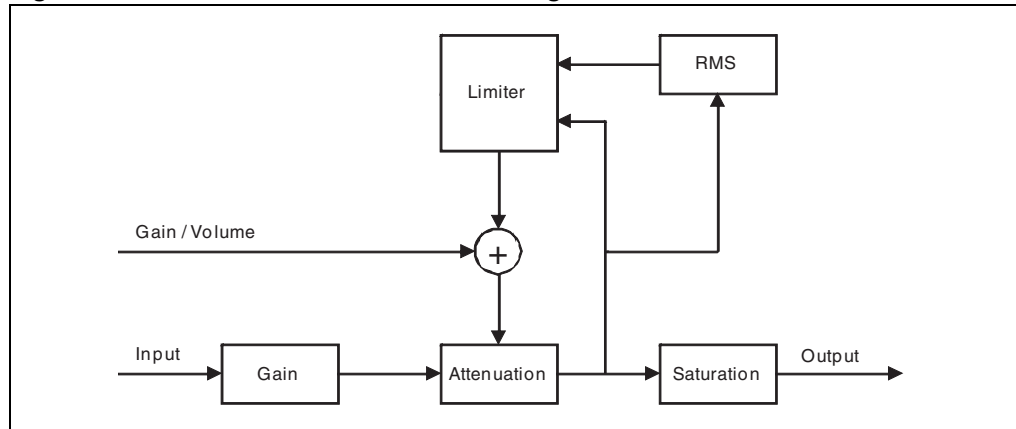 RMS
Limiter
Gain / Volume
+
Input
Gain
Attenuation
Saturation
Output